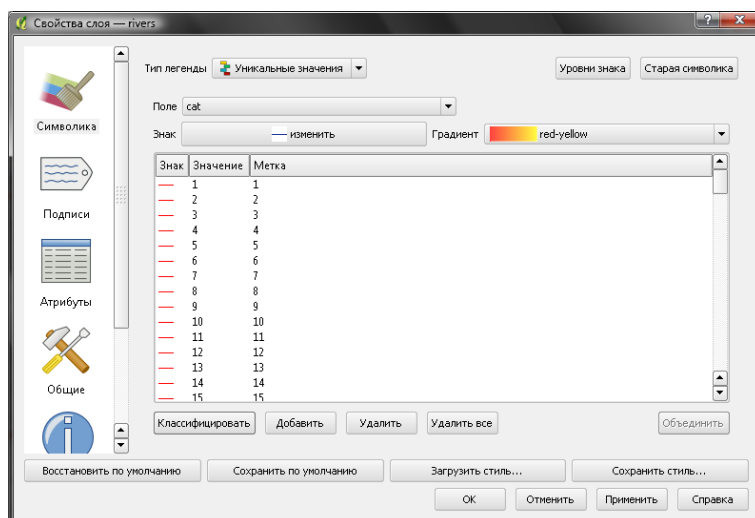 Свойства слоя — rivers
Тип легенды Уникальные значения Уровни знака Старая символика
Поле cat
Знак изменить Градиент red-yellow
Знак Значение Метка
1 1
2 2
3 3
4 4
5 5
6 6
7 7
8 8
9 9
10 10
11 11
12 12
13 13
14 14
15 15
Символика
Подписи
Атрибуты
Общие
Классифицировать Добавить Удалить Удалить все Объединить
Восстановить по умолчанию Сохранить по умолчанию Загрузить стиль... Сохранить стиль...
OK Отменить Применить Справка